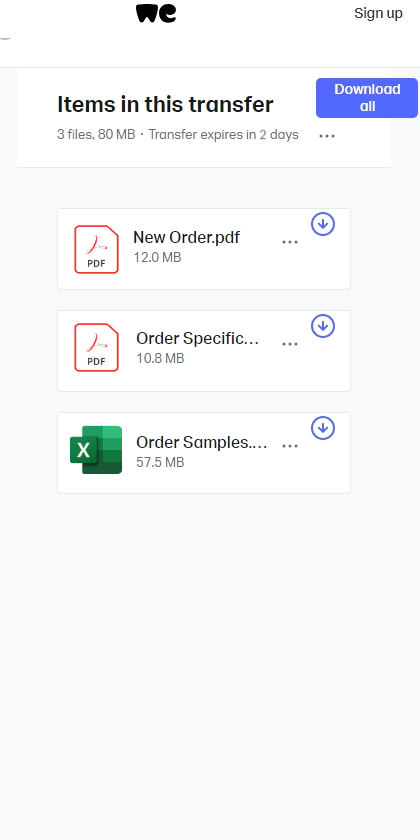 we
Sign up
Items in this transfer
Download
all
3 files, 80 MB · Transfer expires in 2 days
New Order.pdf
12.0 MB
PDF
Order Specific...
10.8 MB
PDF
Order Samples....
57.5 MB
X